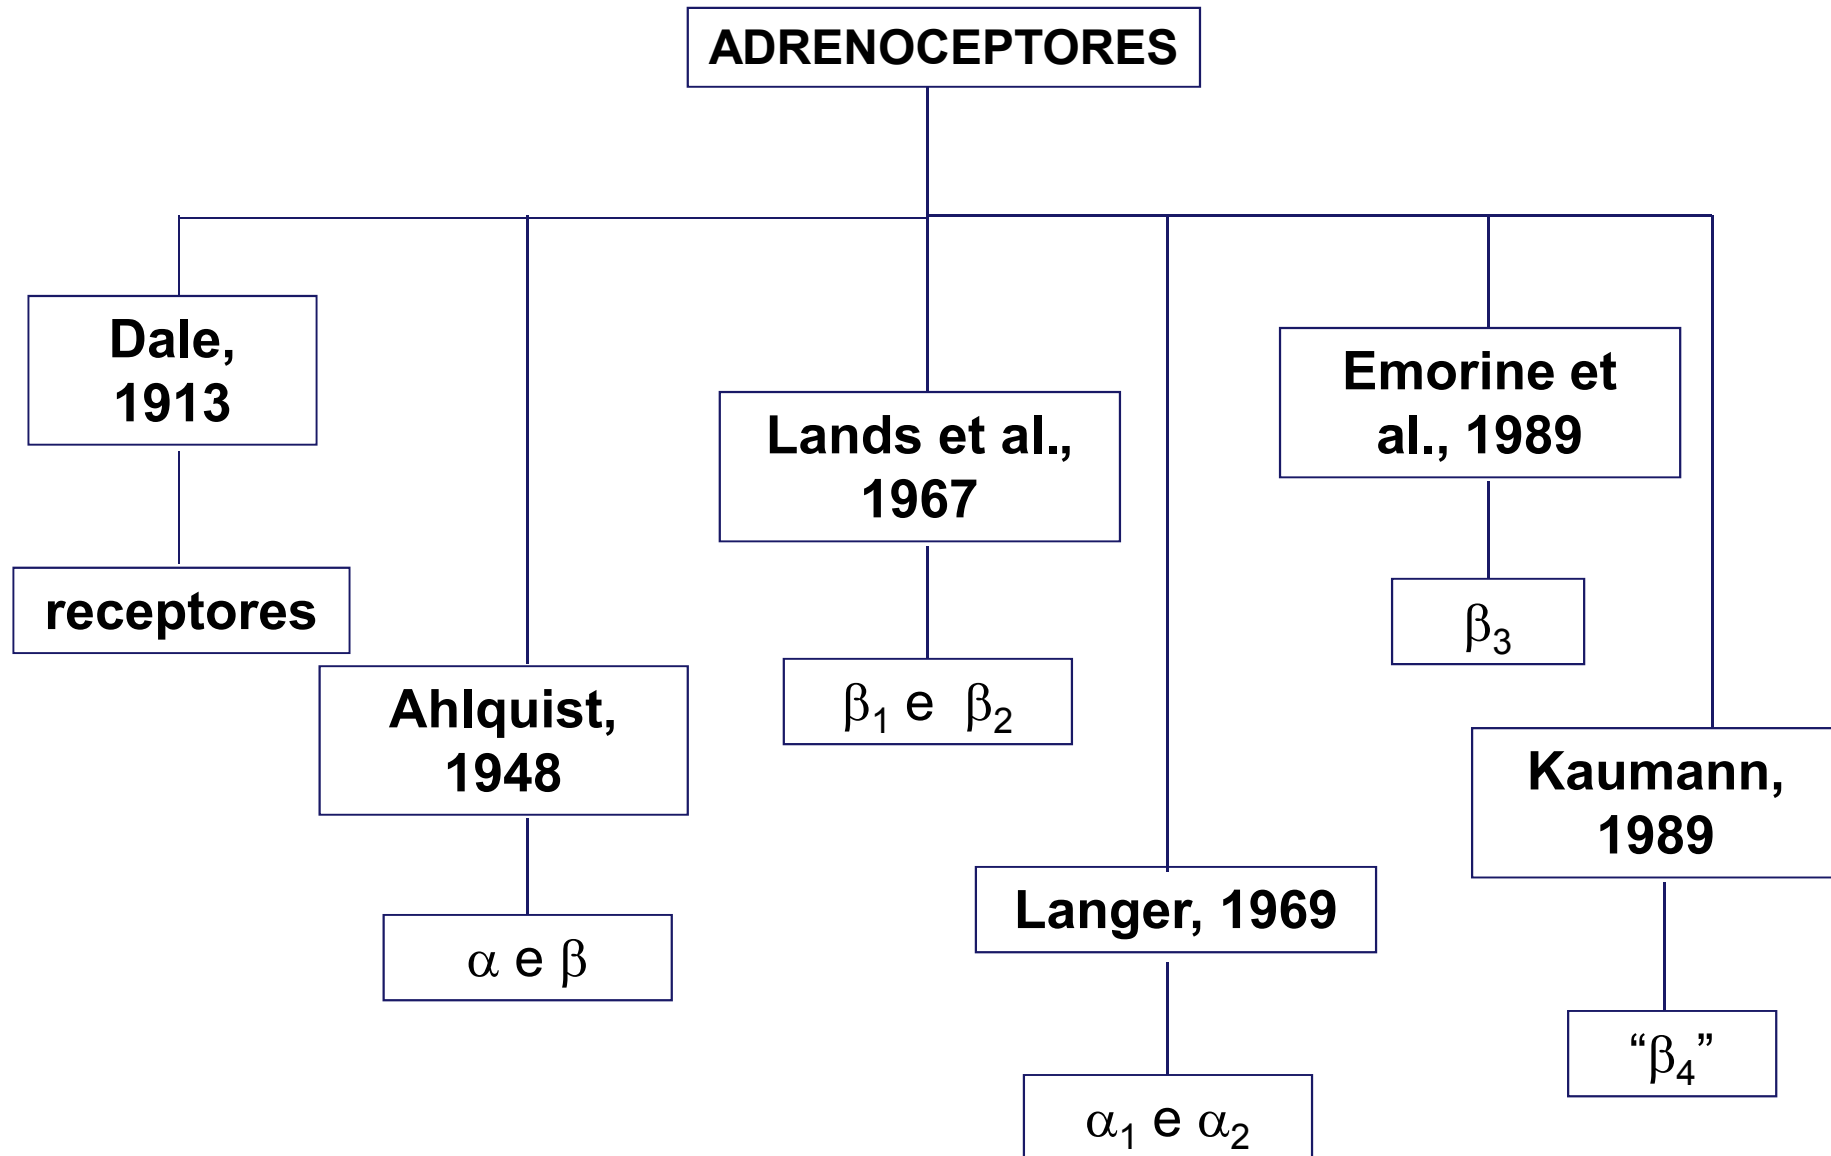 ADRENOCEPTORES
Dale,
1913
receptores
Ahlquist,
1948
α e β
Lands et al.,
1967
β₁ e β₂
Langer, 1969
α₁ e α₂
Emorine et
al., 1989
β₃
Kaumann,
1989
“β₄”